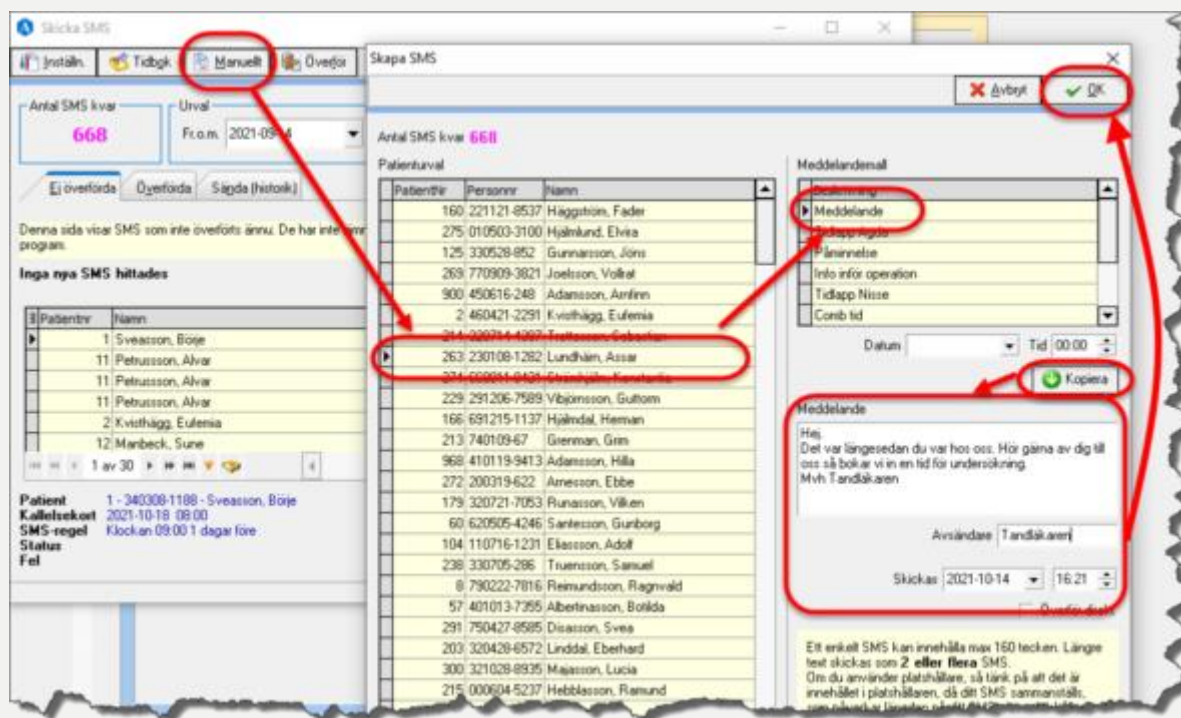 Skicka SMS
Inställn. Tidbok Manuellt Överför
Antal SMS kvar
668
Urval
Fr.o.m.
Ej överförda Överförda Sända (historik)
Denna sida visar SMS som inte överförts ännu. De har inte
program.
Inga nya SMS hittades
Patientnr Namn
1 Sveasson, Börje
11 Petrusson, Alvar
11 Petrusson, Alvar
11 Petrusson, Alvar
2 Kvisthägg, Eufemia
12 Manbeck, Sune
1 av 30
Patient 1 - 340308-1188 - Sveasson, Börje
Kallelsekort 2021-10-18 08:00
SMS-regel Klockan 09:00 1 dagar före
Status
Fel
Skapa SMS
Avbryt OK
Antal SMS kvar 668
Patienturval
PatientNr Personnr Namn
160 221121-8537 Häggström, Fader
275 010503-3100 Hjälmlund, Elvira
125 330528-852 Gunnarsson, Jöns
269 770909-3821 Joelsson, Vollrat
900 450616-248 Adamsson, Arnfinn
2 460421-2291 Kvisthägg, Eufemia
263 230108-1282 Lundhärn, Assar
229 291206-7589 Vibjörnsson, Guttorm
166 691215-1137 Hjälmdal, Herman
213 740109-67 Grenman, Grim
968 410119-9413 Adamsson, Hilla
272 200319-622 Arnesson, Ebbe
179 320721-7053 Runasson, Vilken
60 620505-4246 Santesson, Gunborg
104 110716-1231 Eliassson, Adolf
238 330705-286 Truensson, Samuel
8 790222-7816 Reimundsson, Ragnvald
57 401013-7355 Albertinasson, Botilda
291 750427-8585 Disasson, Svea
203 320428-6572 Linddal, Eberhard
300 321028-8935 Majasson, Lucia
215 000604-5237 Hebblasson, Ramund
Meddelandemall
Beskrivning
Meddelande
Tidlapp Agda
Påminnelse
Info inför operation
Tidlapp Nisse
Comb tid
Datum Tid 00:00
Kopiera
Meddelande
Hej.
Det var längesedan du var hos oss. Hör gärna av dig till
oss så bokar vi in en tid för undersökning.
Mvh Tandläkaren
Avsändare Tandläkaren
Skickas 2021-10-14 16:21
Överför direkt
Ett enkelt SMS kan innehålla max 160 tecken. Längre
text skickas som 2 eller flera SMS.
Om du använder platshållare, så tänk på att det är
innehållet i platshållaren, då ditt SMS sammanställs,